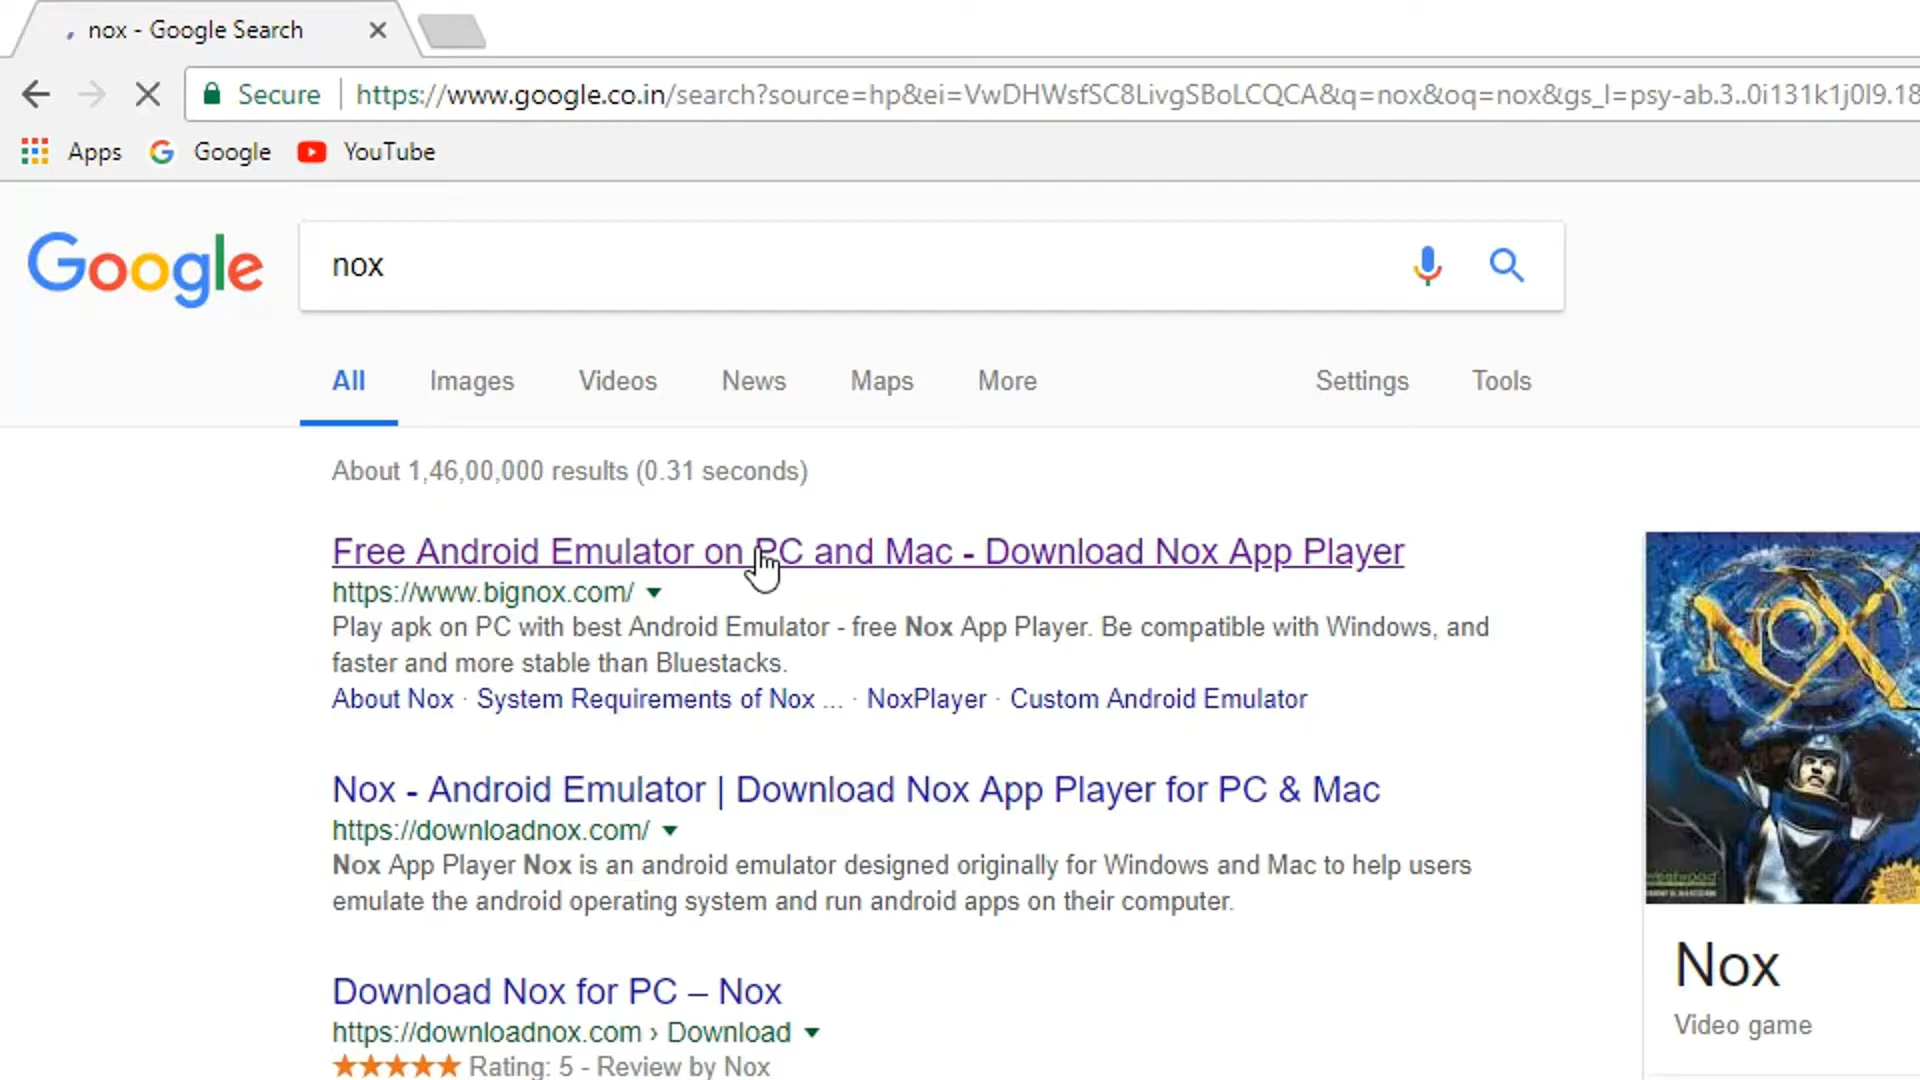 nox - Google Search
Secure https://www.google.co.in/search?source=hp&ei=VwDHWsfSC8LivgSBoLCQCA&q=nox&oq=nox&gs_l=psy-ab.3..0i131k1j0l9.18
Apps Google YouTube
Google nox
All Images Videos News Maps More Settings Tools
About 1,46,00,000 results (0.31 seconds)
Free Android Emulator on PC and Mac - Download Nox App Player
https://www.bignox.com/
Play apk on PC with best Android Emulator - free Nox App Player. Be compatible with Windows, and
faster and more stable than Bluestacks.
About Nox · System Requirements of Nox ... · NoxPlayer · Custom Android Emulator
Nox - Android Emulator | Download Nox App Player for PC & Mac
https://downloadnox.com/
Nox App Player Nox is an android emulator designed originally for Windows and Mac to help users
emulate the android operating system and run android apps on their computer.
Download Nox for PC – Nox
https://downloadnox.com › Download
Rating: 5 - Review by Nox
NOX
Westwood
Nox
Video game